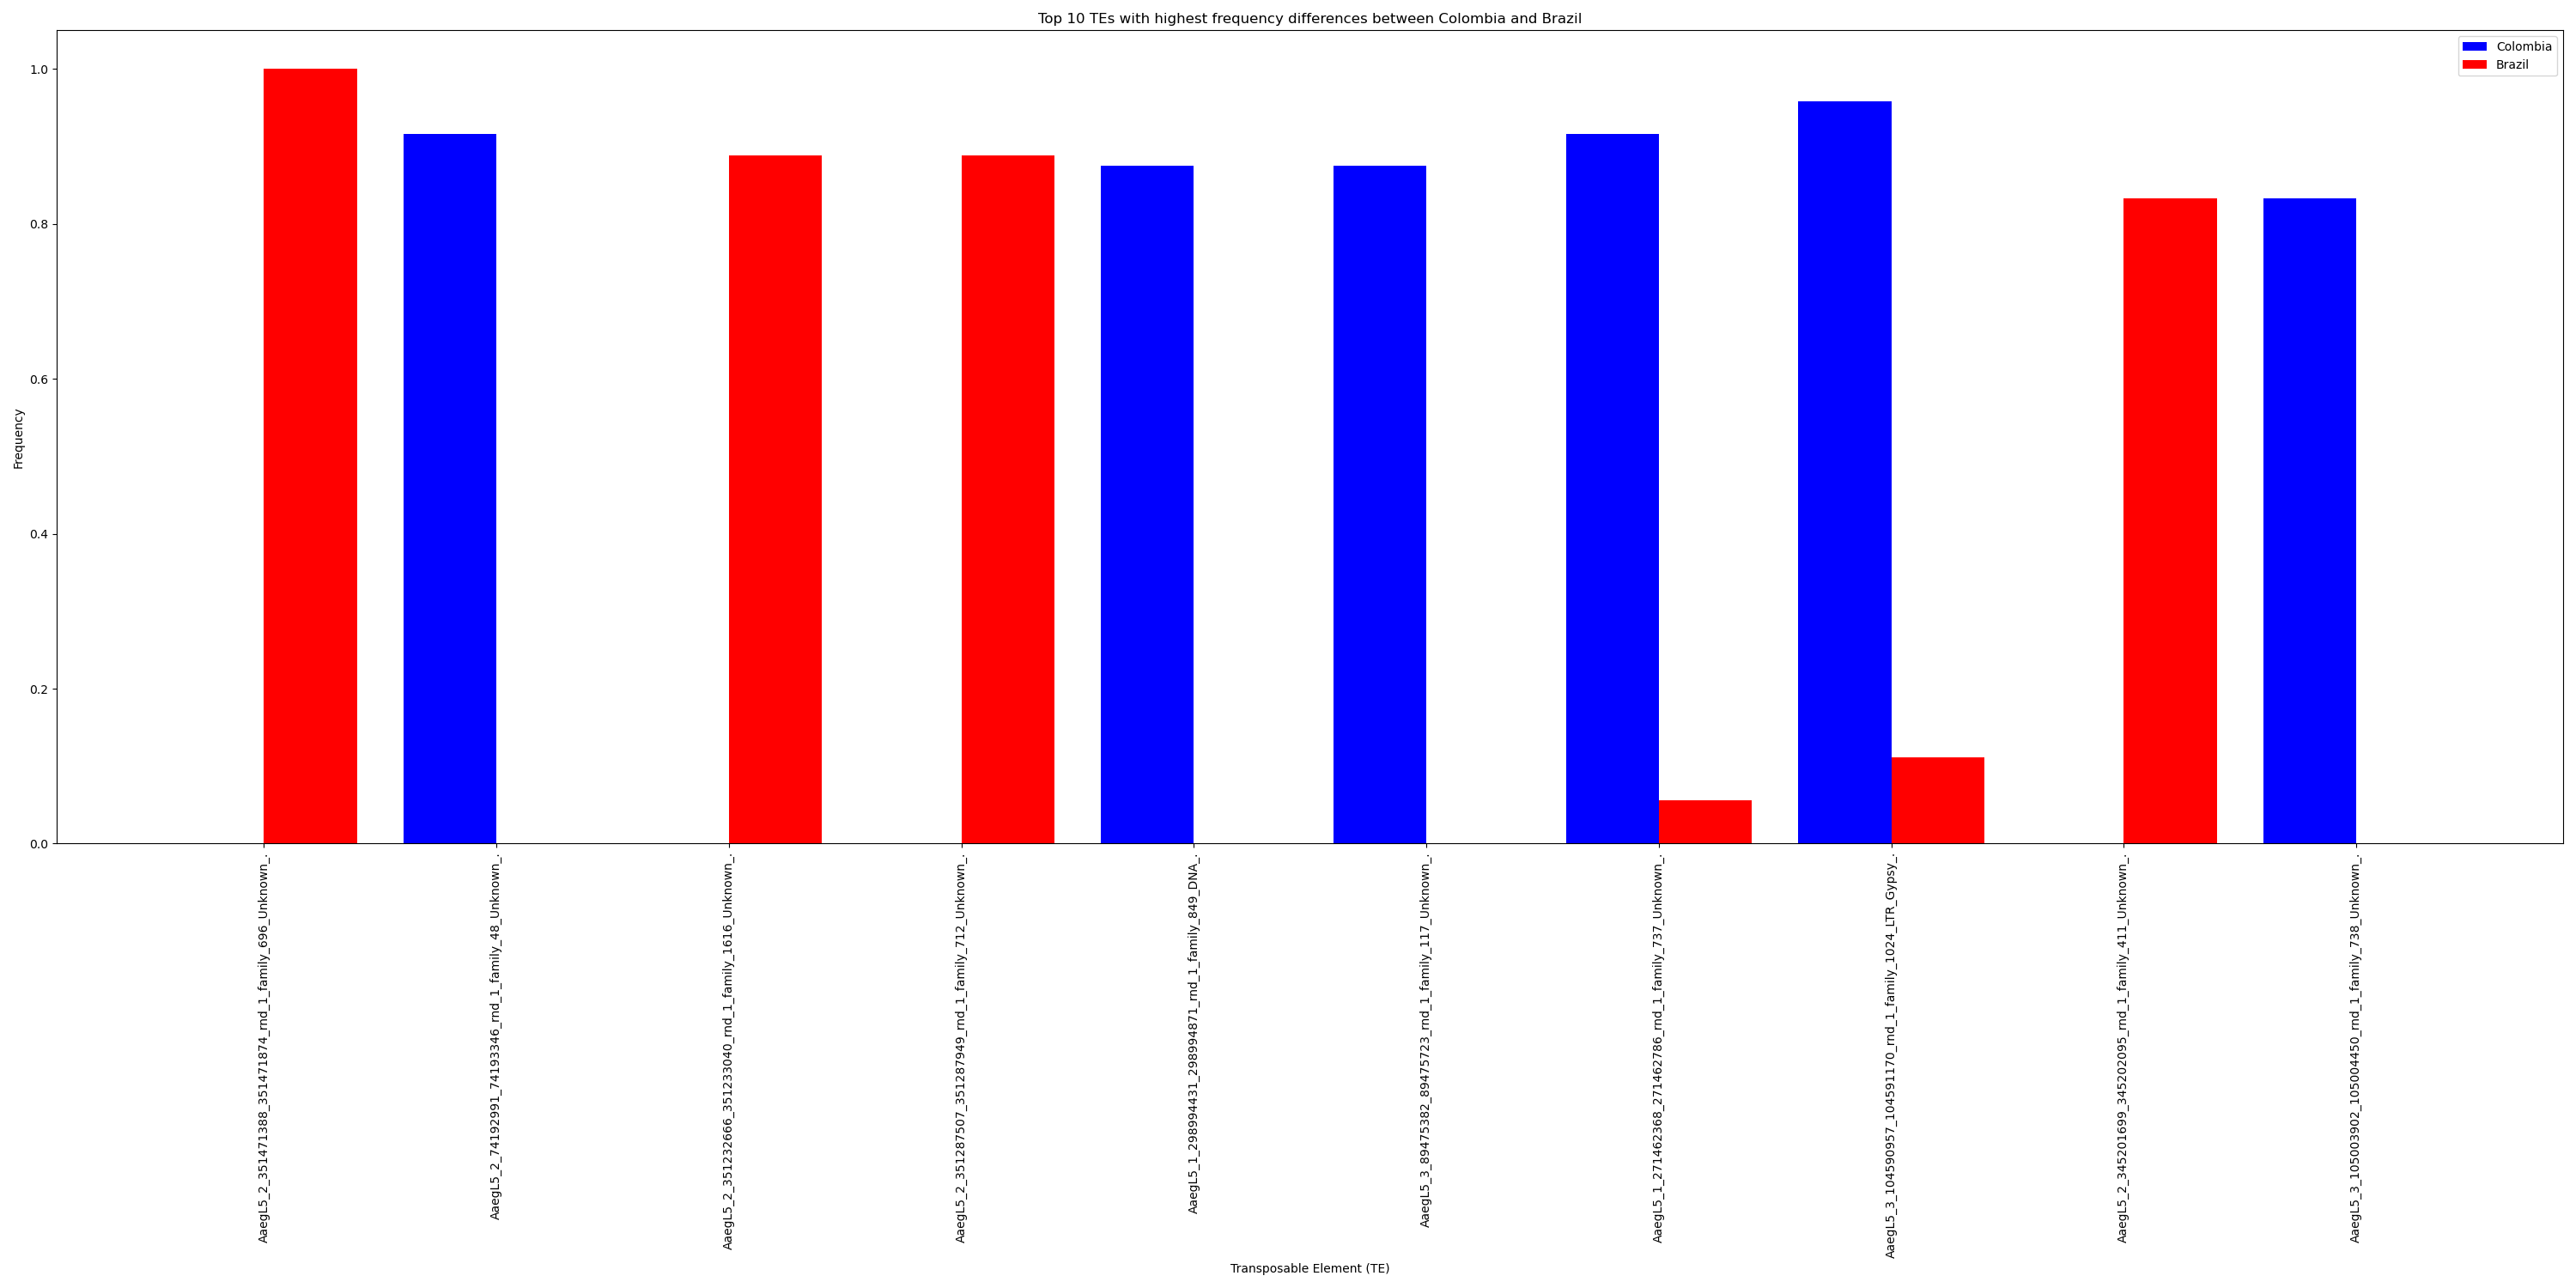 Top 10 TEs with highest frequency differences between Colombia and Brazil
Colombia
Brazil
1.0
0.8
0.6
0.4
0.2
0.0
Frequency
AaegL5_2_351471388_351471874_rnd_1_family_696_Unknown_.
AaegL5_2_74192991_74193346_rnd_1_family_48_Unknown_.
AaegL5_2_351232666_351233040_rnd_1_family_1616_Unknown_.
AaegL5_2_351287507_351287949_rnd_1_family_712_Unknown_.
AaegL5_1_298994431_298994871_rnd_1_family_849_DNA_.
AaegL5_3_89475382_89475723_rnd_1_family_117_Unknown_.
AaegL5_1_271462368_271462786_rnd_1_family_737_Unknown_.
AaegL5_3_104590957_104591170_rnd_1_family_1024_LTR_Gypsy_.
AaegL5_2_345201699_345202095_rnd_1_family_411_Unknown_.
AaegL5_3_105003902_105004450_rnd_1_family_738_Unknown_.
Transposable Element (TE)